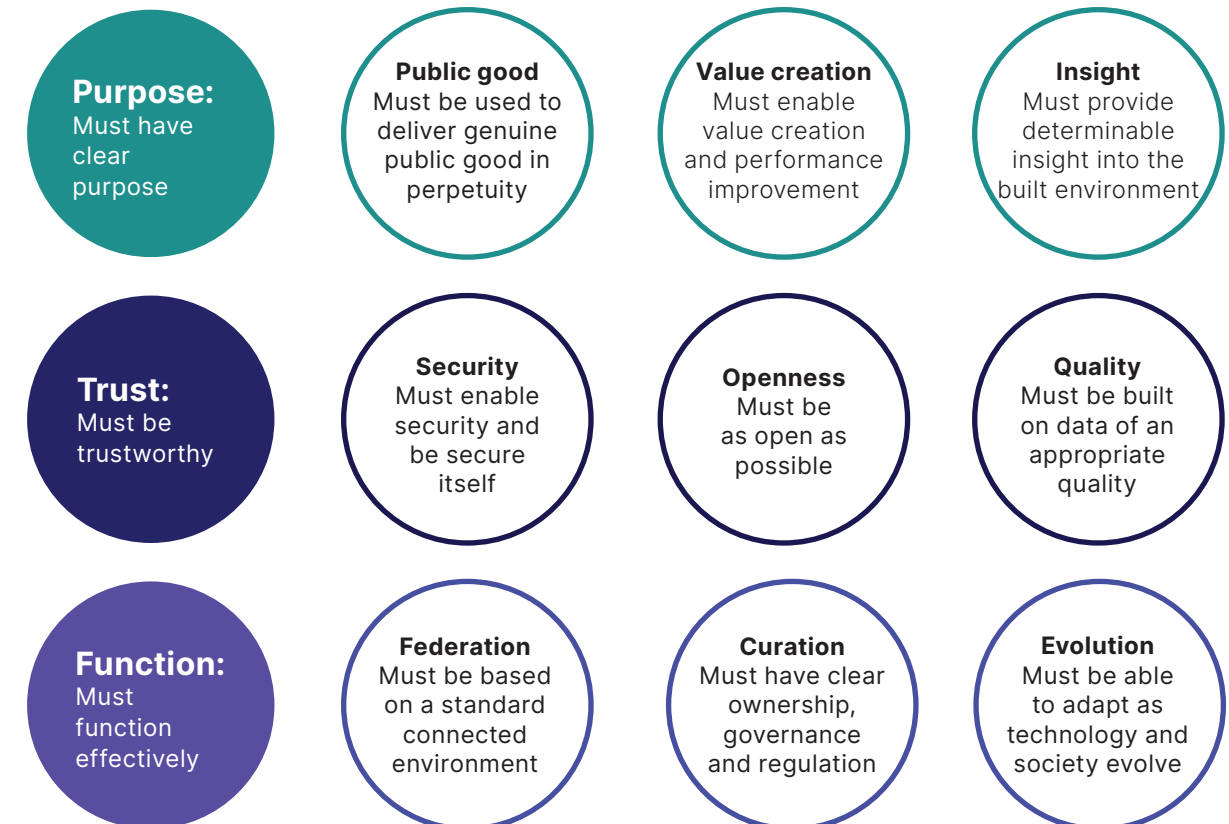 Purpose:
Must have
clear
purpose
Public good
Must be used to
deliver genuine
public good in
perpetuity
Value creation
Must enable
value creation
and performance
improvement
Insight
Must provide
determinable
insight into the
built environment
Trust:
Must be
trustworthy
Security
Must enable
security and
be secure
itself
Openness
Must be
as open as
possible
Quality
Must be built
on data of an
appropriate
quality
Function:
Must
function
effectively
Federation
Must be based
on a standard
connected
environment
Curation
Must have clear
ownership,
governance
and regulation
Evolution
Must be able
to adapt as
technology and
society evolve